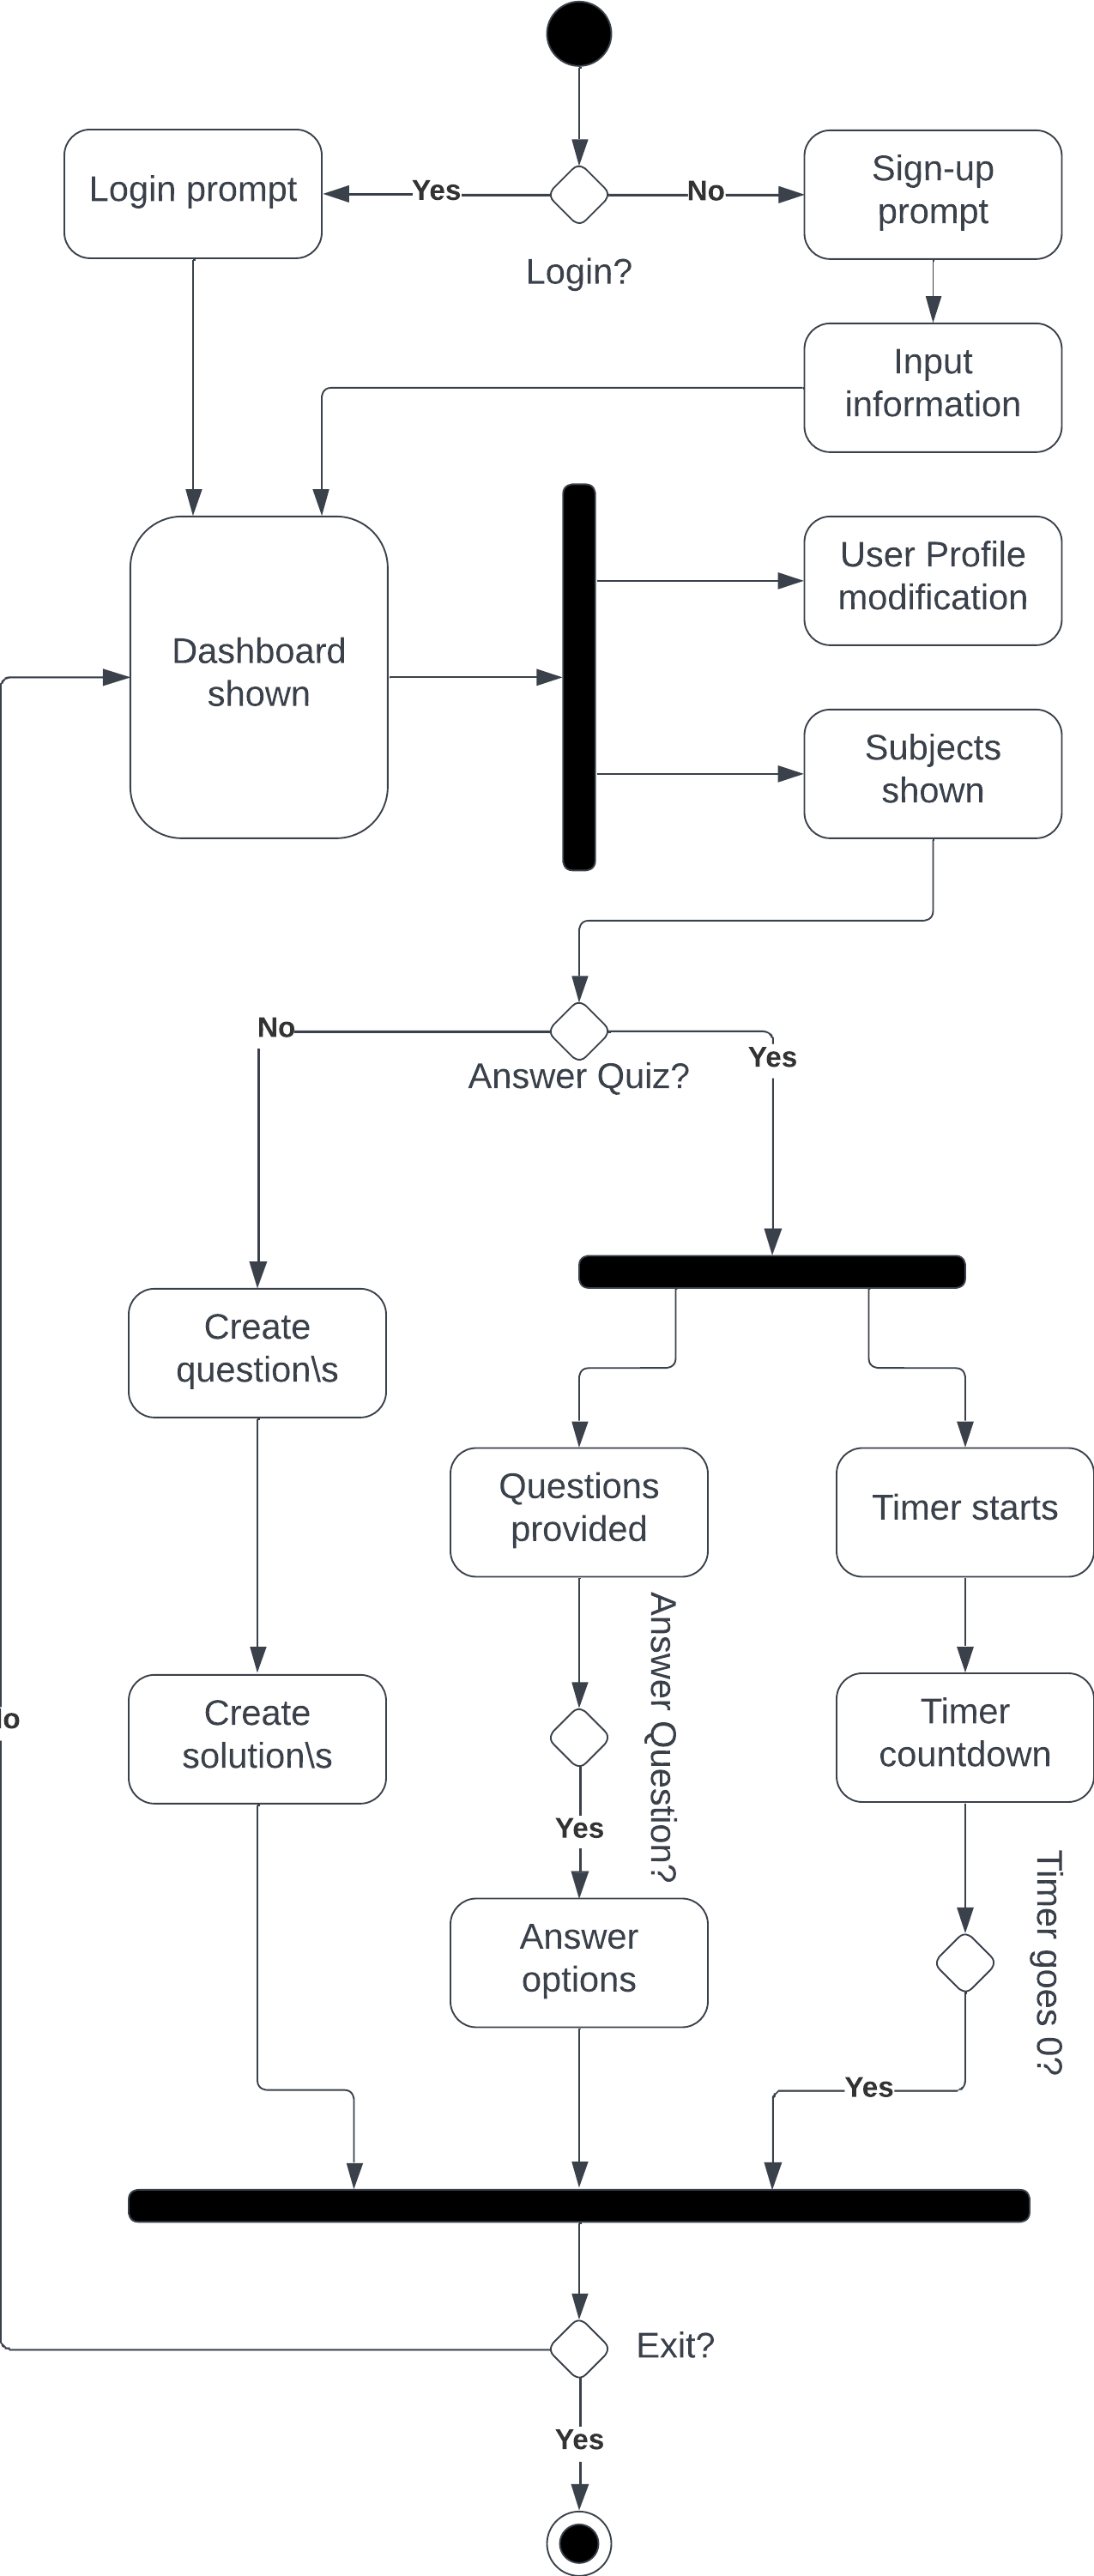 Login prompt
Yes
No
Sign-up
prompt
Login?
Input
information
User Profile
modification
Dashboard
shown
Subjects
shown
No
Yes
Answer Quiz?
Create
question\s
Questions
provided
Timer starts
Answer Question?
Create
solution\s
Timer
countdown
Yes
Timer goes 0?
Answer
options
Yes
Exit?
Yes